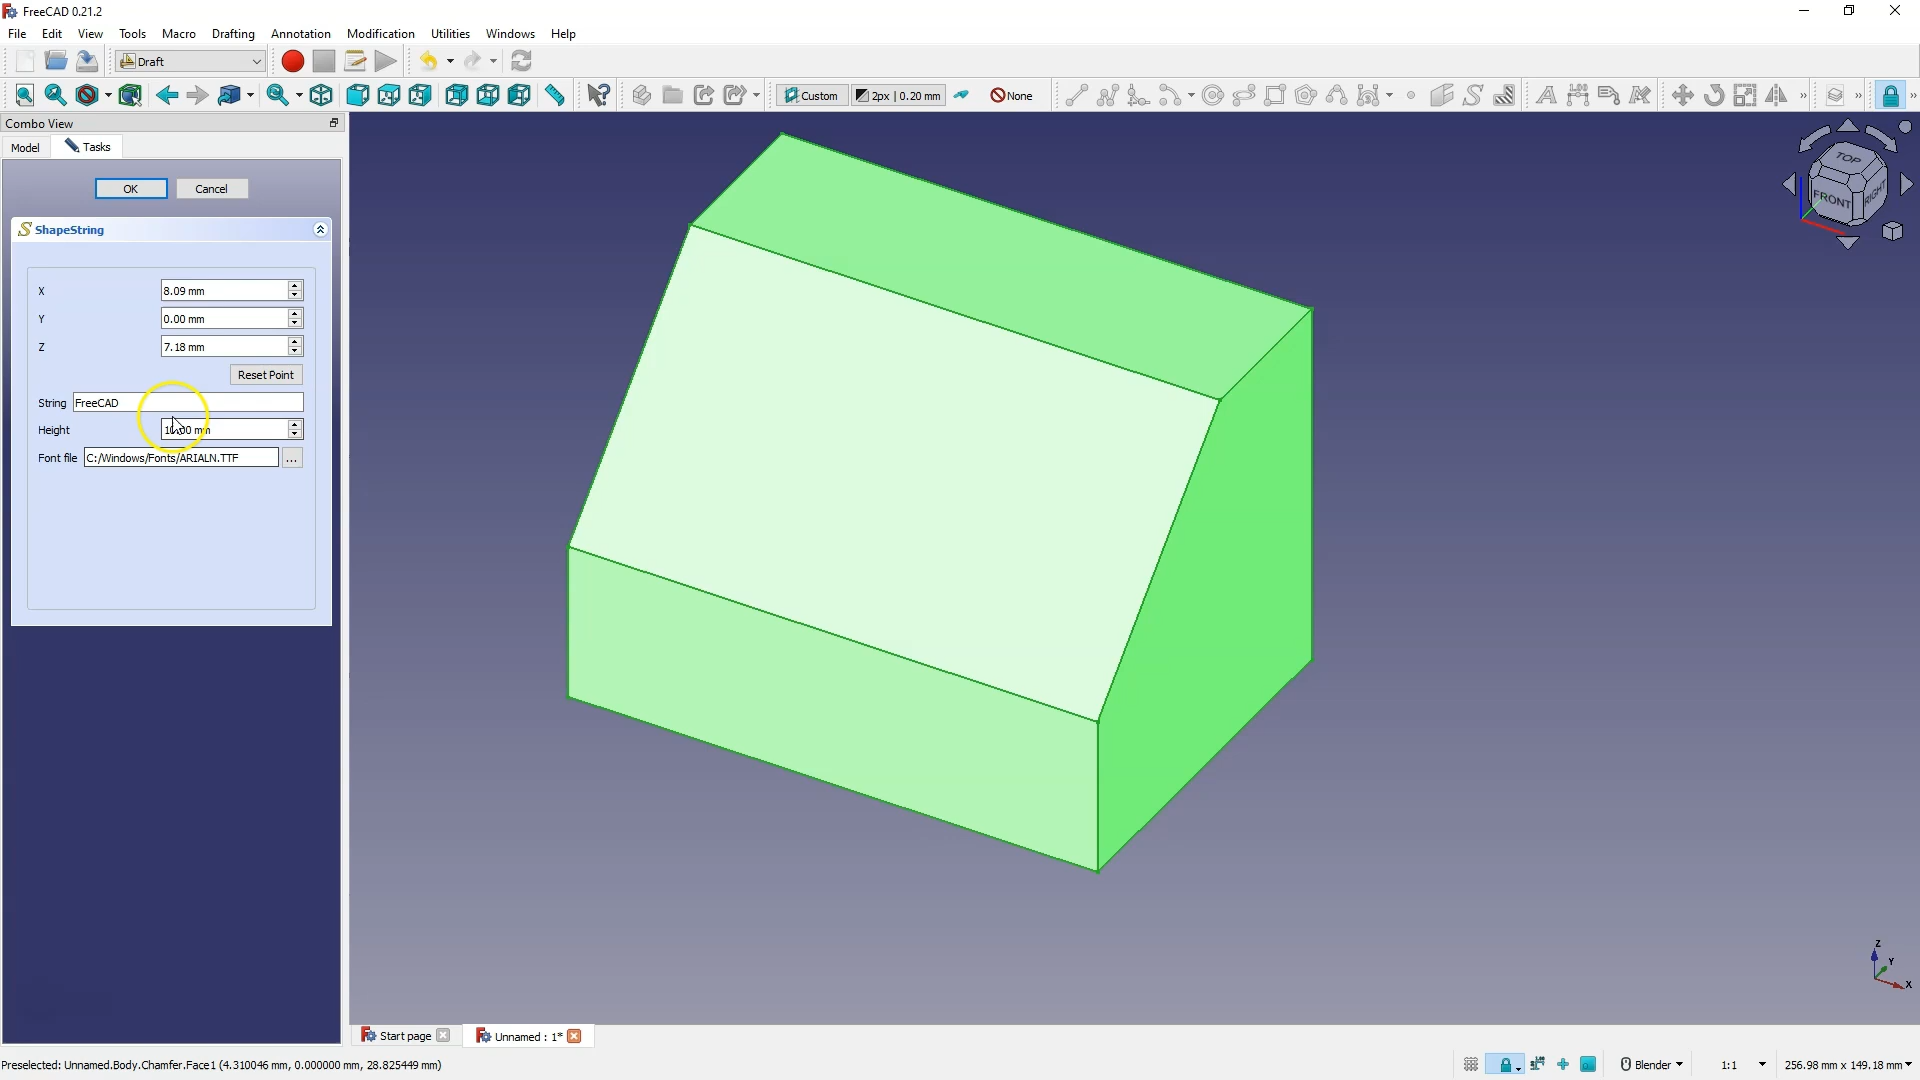 FreeCAD 0.21.2
File Edit View Tools Macro Drafting Annotation Modification Utilities Windows Help
Draft
Custom 2px | 0.20 mm None
Combo View
Model Tasks
OK Cancel
ShapeString
X 8.09 mm
Y 0.00 mm
Z 7.18 mm
Reset Point
String FreeCAD
Height
Font file C:/Windows/Fonts/ARIALN.TTF ...
TOP
FRONT RIGHT
Z
Y
X
Start page Unnamed : 1*
Preselected: Unnamed.Body.Chamfer.Face1 (4.310046 mm, 0.000000 mm, 28.825449 mm)
Blender 1:1 256.98 mm x 149.18 mm